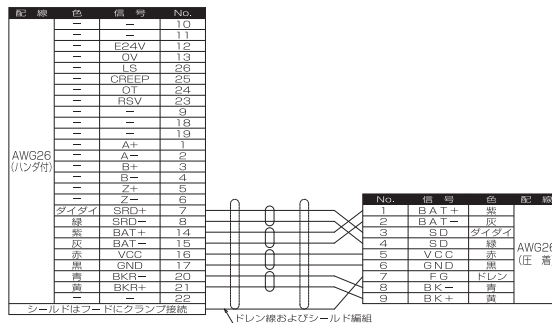 配 線 色 信 号 No.
－ － 10
－ － 11
－ E24V 12
－ OV 13
－ LS 26
－ CREEP 25
－ OT 24
－ RSV 23
－ － 9
－ － 18
－ － 19
－ A+ 1
－ A− 2
－ B+ 3
－ B− 4
－ Z+ 5
－ Z− 6
AWG26
(ハンダ付)
ダイダイ SRD+ 7
緑 SRD− 8
紫 BAT+ 14
灰 BAT− 15
赤 VCC 16
黒 GND 17
青 BKR− 20
黄 BKR+ 21
－ － 22
シールドはフードにクランプ接続
No. 信 号 色 配 線
1 BAT+ 紫
2 BAT− 灰
3 SD ダイダイ
4 SD 緑
5 VCC 赤
6 GND 黒
7 FG ドレン
8 BK− 青
9 BK+ 黄
AWG26
(圧 着
ドレン線およびシールド編組